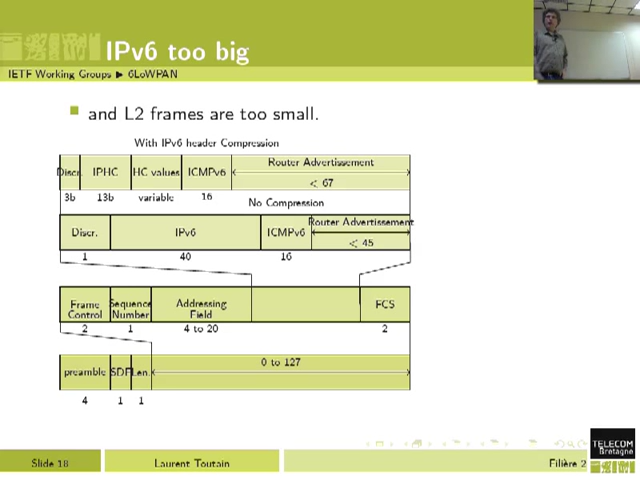 IPv6 too big
IETF Working Groups ▶ 6LoWPAN
and L2 frames are too small.
With IPv6 header Compression
Discr. IPHC HC values ICMPv6 Router Advertisement
< 67
3b 13b variable 16
No Compression
Discr. IPv6 ICMPv6 Router Advertisement
< 45
1 40 16
Frame Control Sequence Number Addressing Field FCS
2 1 4 to 20 2
preamble SDF Len. 0 to 127
4 1 1
TELECOM
Bretagne
Slide 18 Laurent Toutain Filière 2